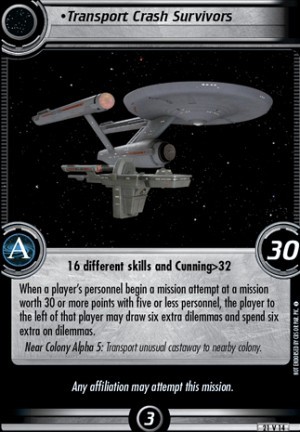 •Transport Crash Survivors
A
30
16 different skills and Cunning>32
When a player's personnel begin a mission attempt at a mission
worth 30 or more points with five or less personnel, the player to
the left of that player may draw six extra dilemmas and spend six
extra on dilemmas.
Near Colony Alpha 5: Transport unusual castaway to nearby colony.
Any affiliation may attempt this mission.
3